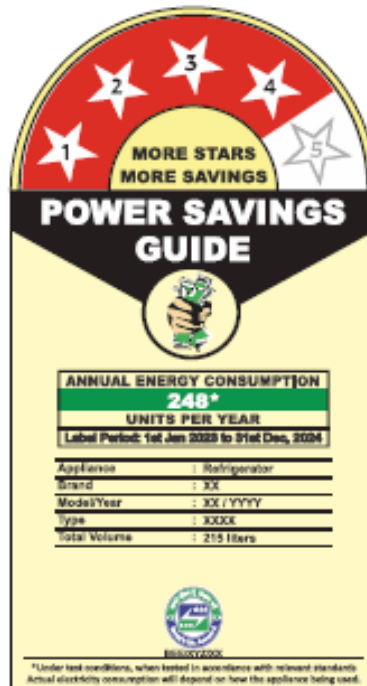 1 2 3 4 5
MORE STARS
MORE SAVINGS
POWER SAVINGS
GUIDE
ANNUAL ENERGY CONSUMPTION
248*
UNITS PER YEAR
Label Period: 1st Jan 2023 to 31st Dec, 2024
Appliance : Refrigerator
Brand : XX
Model/Year : XX / YYYY
Type : XXXX
Total Volume : 215 liters
*Under test conditions, when tested in accordance with relevant standards
Actual electricity consumption will depend on how the appliance being used.